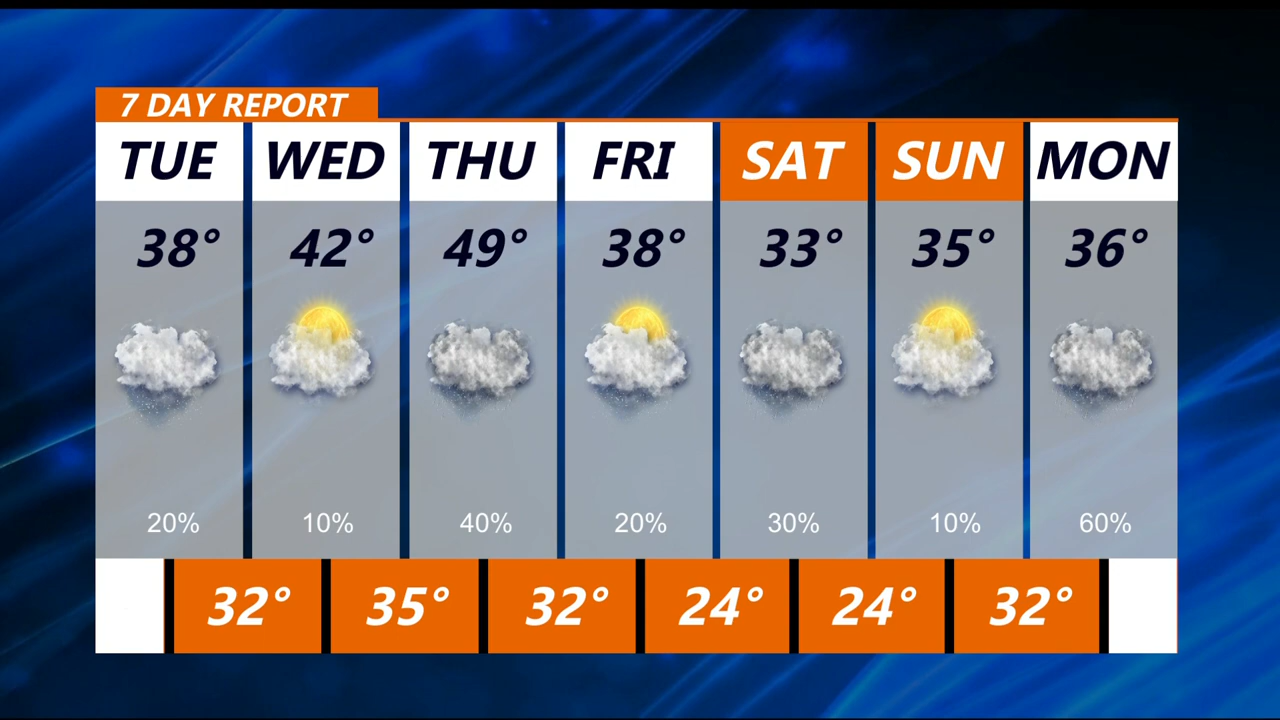 7 DAY REPORT
TUE WED THU FRI SAT SUN MON
38° 42° 49° 38° 33° 35° 36°
20% 10% 40% 20% 30% 10% 60%
32° 35° 32° 24° 24° 32°